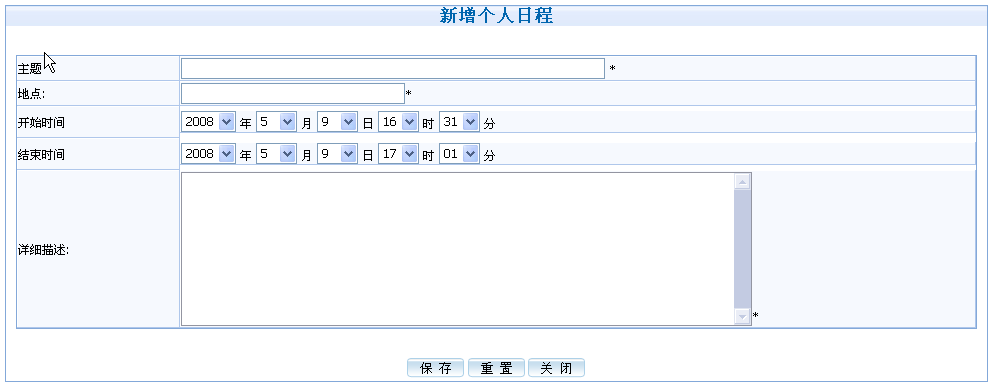 新增个人日程
主题 *
地点: *
开始时间 2008 年 5 月 9 日 16 时 31 分
结束时间 2008 年 5 月 9 日 17 时 01 分
详细描述: *
保 存 重 置 关 闭